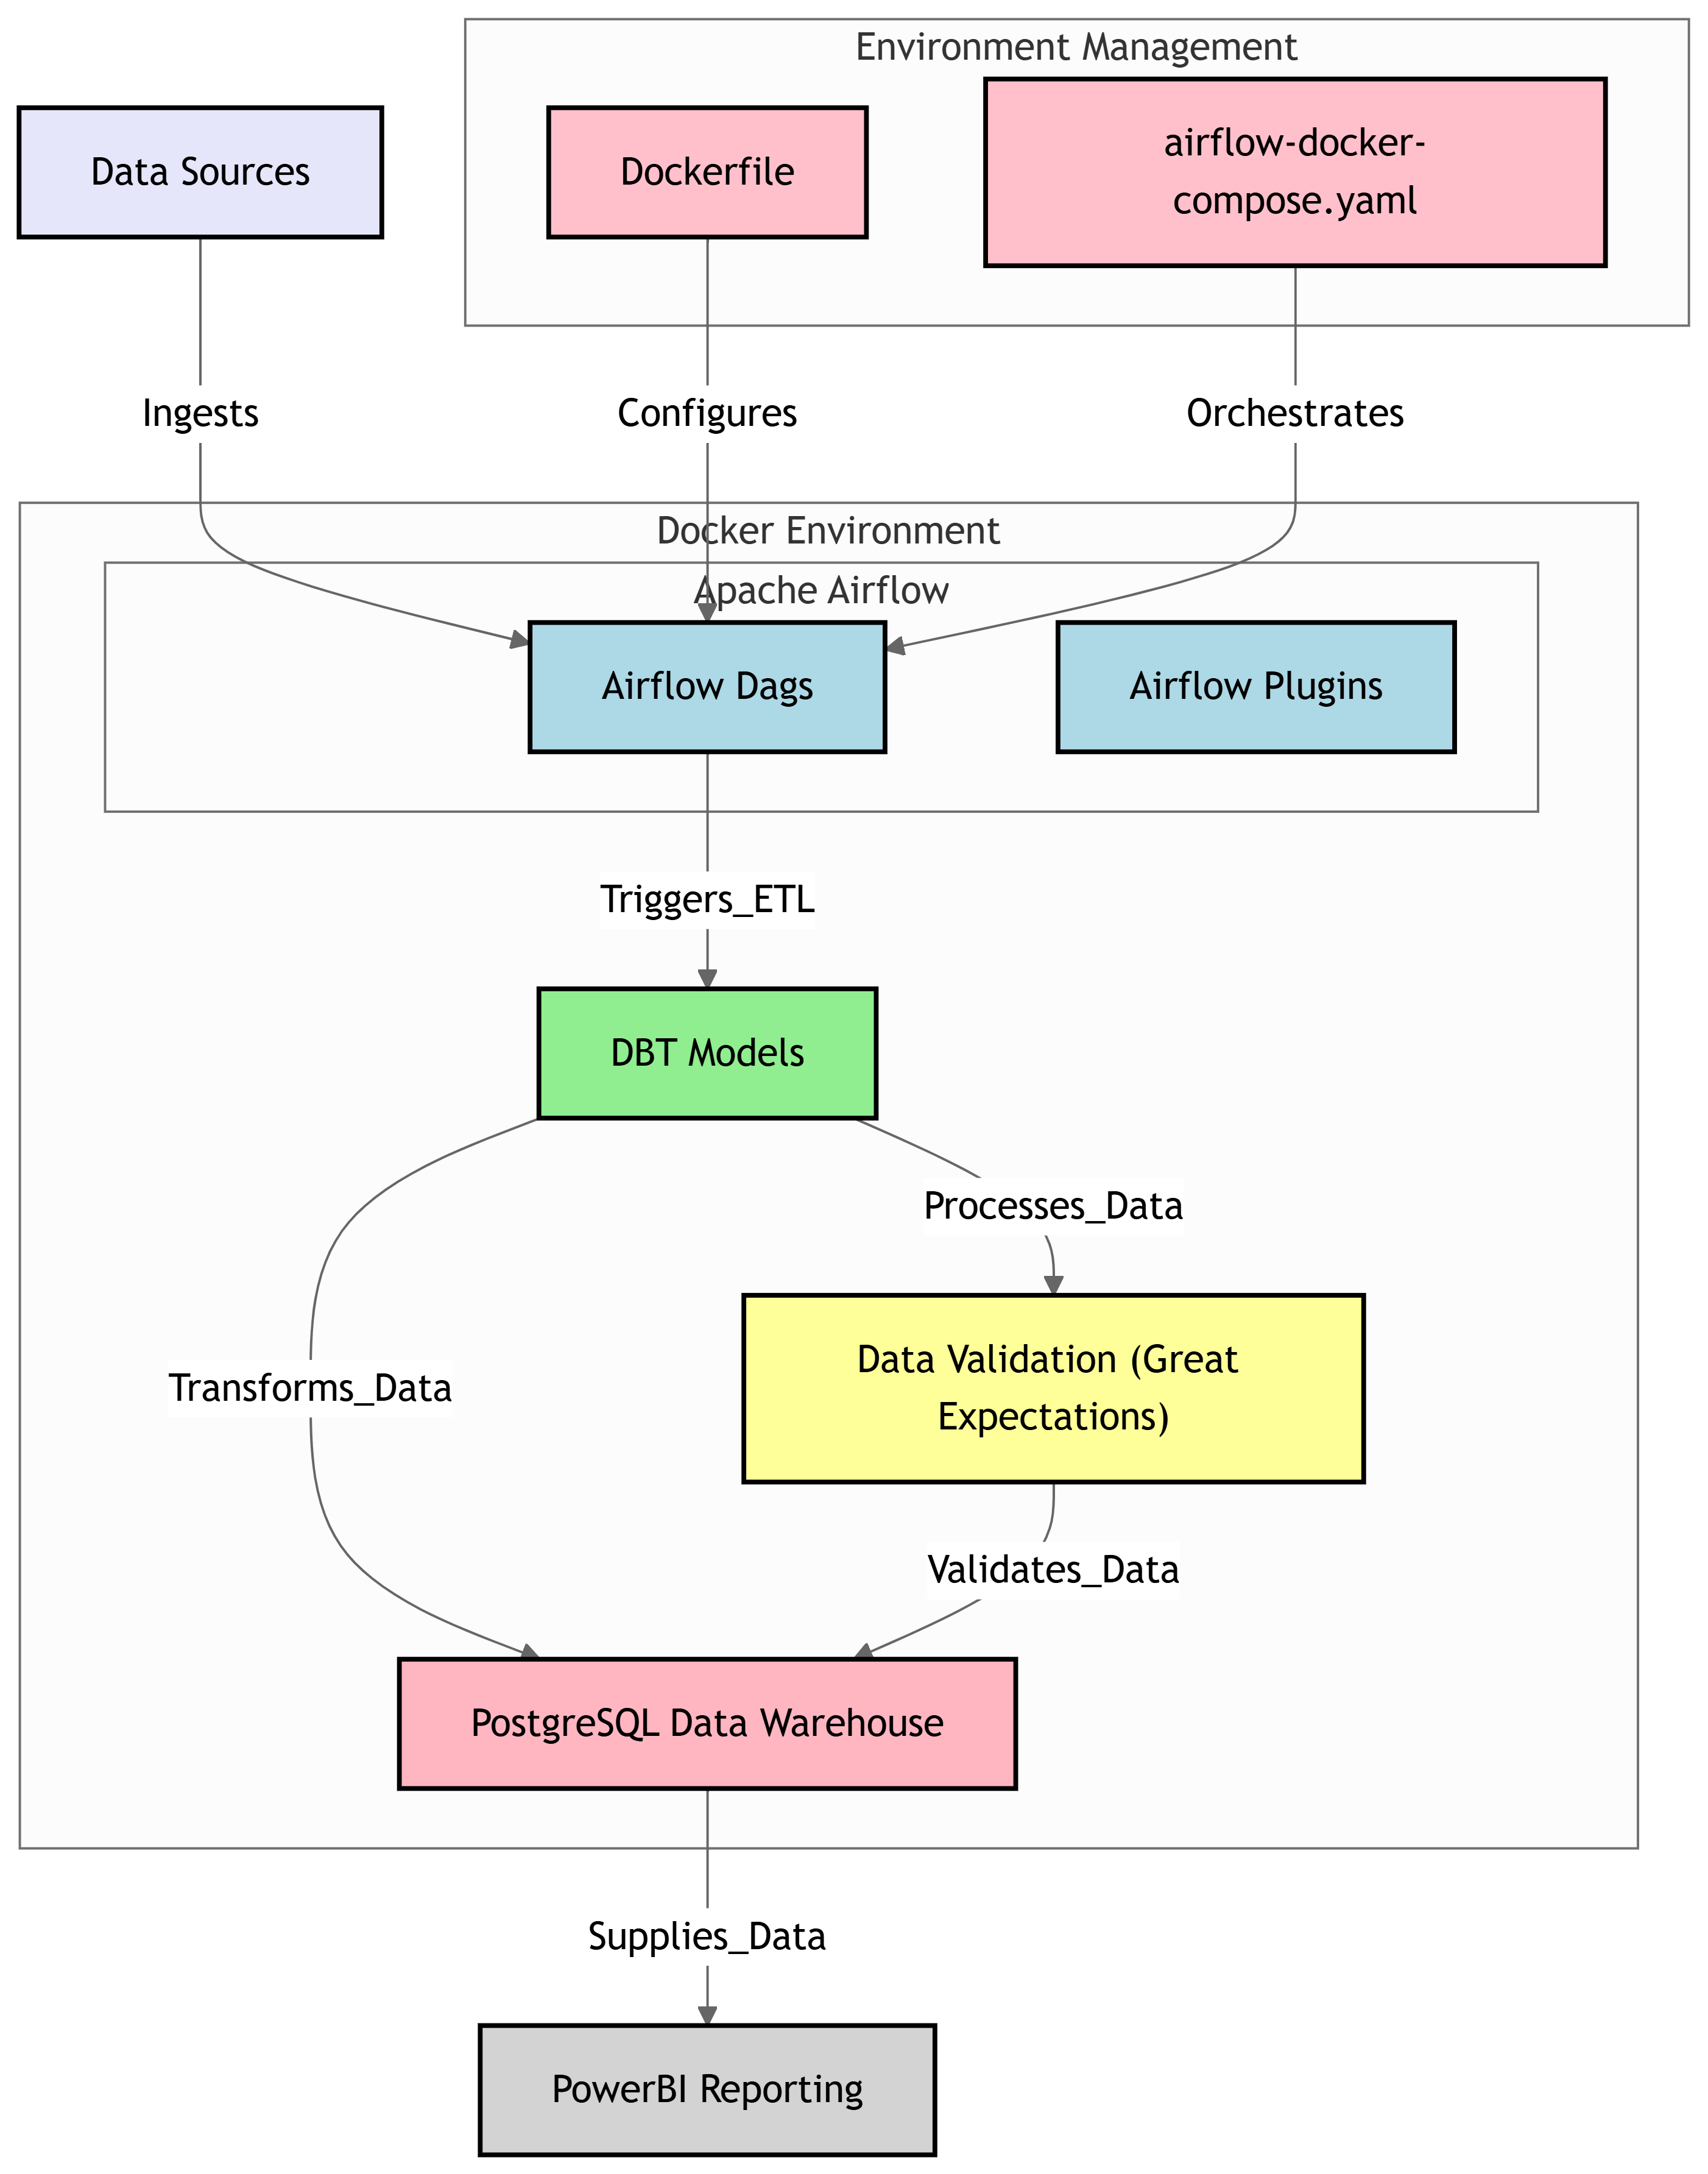 Environment Management
Data Sources
Dockerfile
airflow-docker-
compose.yaml
Ingests
Configures
Orchestrates
Docker Environment
Apache Airflow
Airflow Dags
Airflow Plugins
Triggers_ETL
DBT Models
Processes_Data
Data Validation (Great
Expectations)
Transforms_Data
Validates_Data
PostgreSQL Data Warehouse
Supplies_Data
PowerBI Reporting